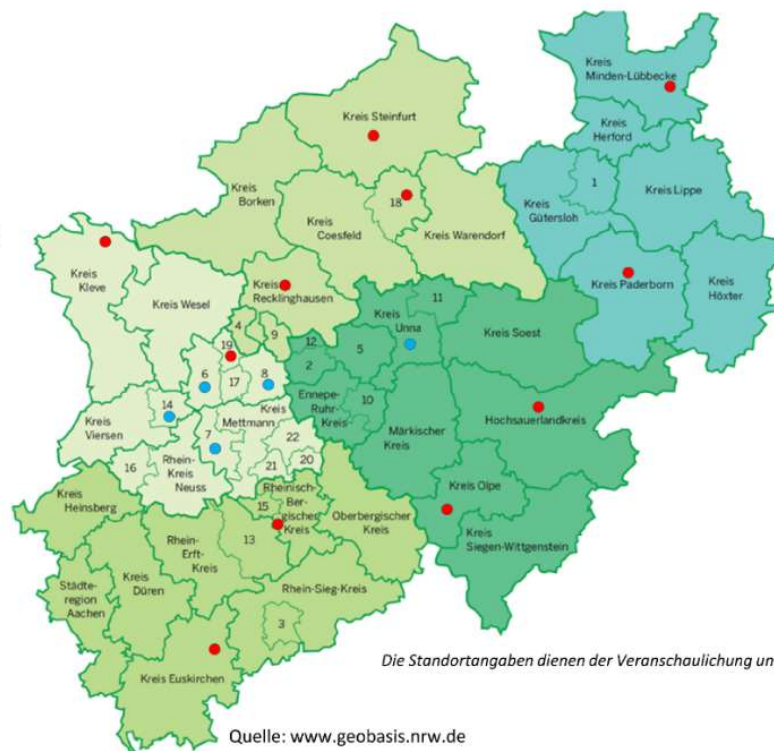 Kreis
Minden-Lübbecke
Kreis
Herford
1
Kreis Lippe
Kreis
Gütersloh
Kreis Paderborn
Kreis
Höxter
Kreis Steinfurt
Kreis
Borken
18
Kreis
Coesfeld
Kreis Warendorf
Kreis
Kleve
Kreis Wesel
Kreis
Recklinghausen
4
9
19
6
17
8
11
Kreis
Unna
12
2
5
Kreis Soest
Ennepe-
Ruhr-
Kreis
10
Märkischer
Kreis
Hochsauerlandkreis
14
Kreis
Viersen
7
Kreis
Mettmann
22
21
20
16
Rhein-
Kreis
Neuss
Kreis Olpe
Kreis
Siegen-Wittgenstein
Kreis
Heinsberg
Rheinisch-
Ber-
gischer
Kreis
15
Oberbergischer
Kreis
Rhein-
Erft-
Kreis
13
Städte-
region
Aachen
Kreis
Düren
Rhein-Sieg-Kreis
3
Kreis Euskirchen
Die Standortangaben dienen der Veranschaulichung un
Quelle: www.geobasis.nrw.de